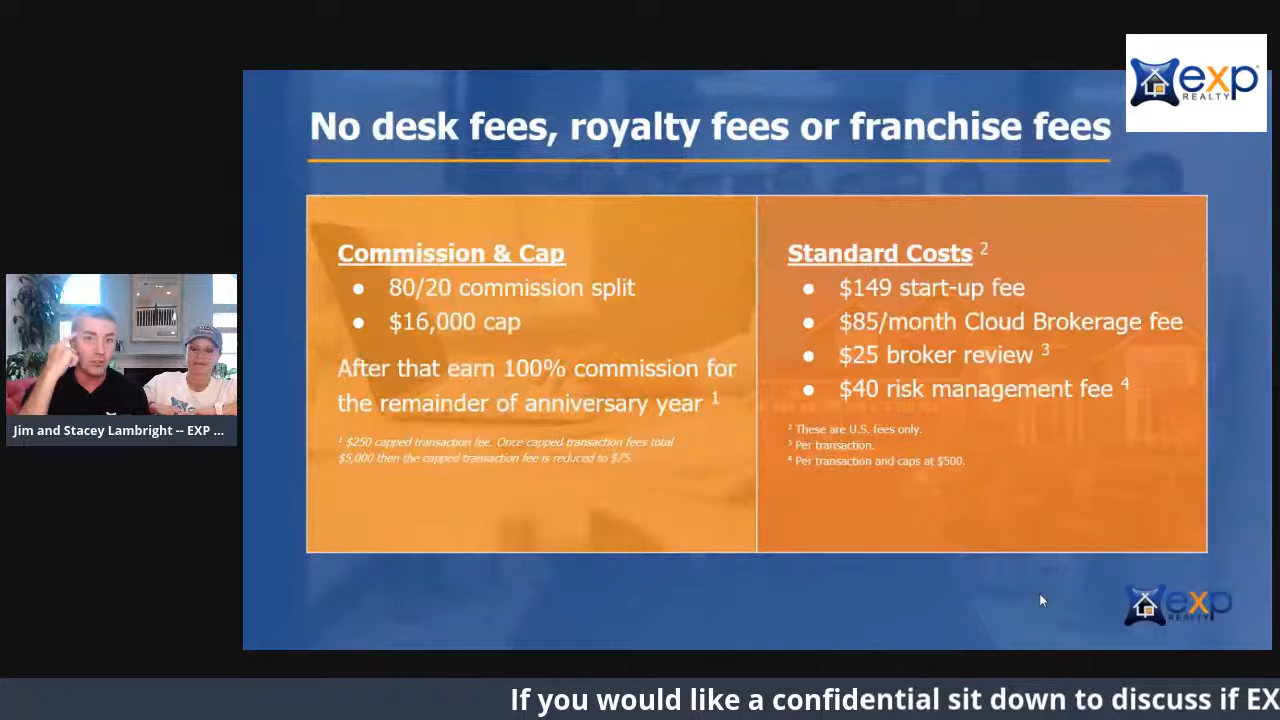 exp
REALTY
No desk fees, royalty fees or franchise fees
Commission & Cap
● 80/20 commission split
● $16,000 cap
After that earn 100% commission for
the remainder of anniversary year 1
1 $250 capped transaction fee. Once capped transaction fees total
$5,000 then the capped transaction fee is reduced to $75.
Standard Costs 2
● $149 start-up fee
● $85/month Cloud Brokerage fee
● $25 broker review 3
● $40 risk management fee 4
2 These are U.S. fees only.
3 Per transaction.
4 Per transaction and caps at $500.
Jim and Stacey Lambright -- EXP ...
exp
REALTY
If you would like a confidential sit down to discuss if EX